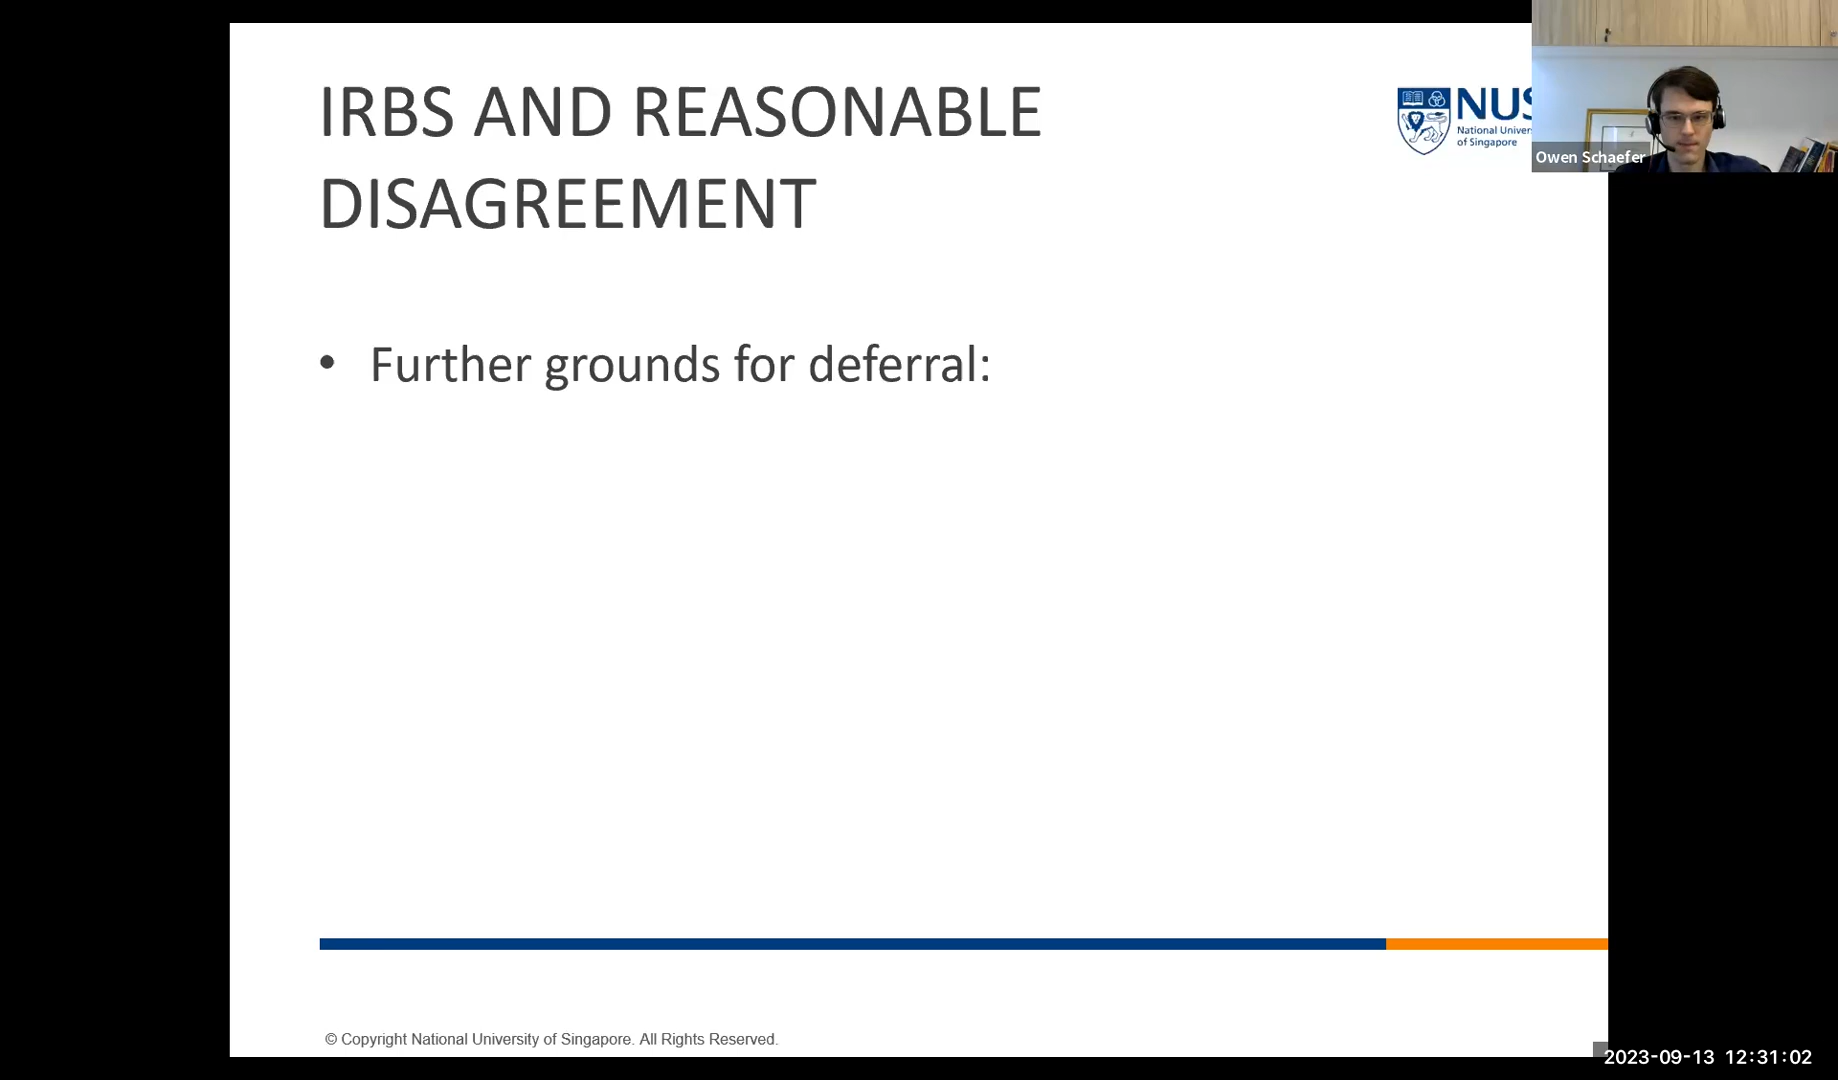 IRBS AND REASONABLE
DISAGREEMENT
NUS
National Univer
of Singapore
Owen Schaefer
• Further grounds for deferral:
© Copyright National University of Singapore. All Rights Reserved.
2023-09-13 12:31:02